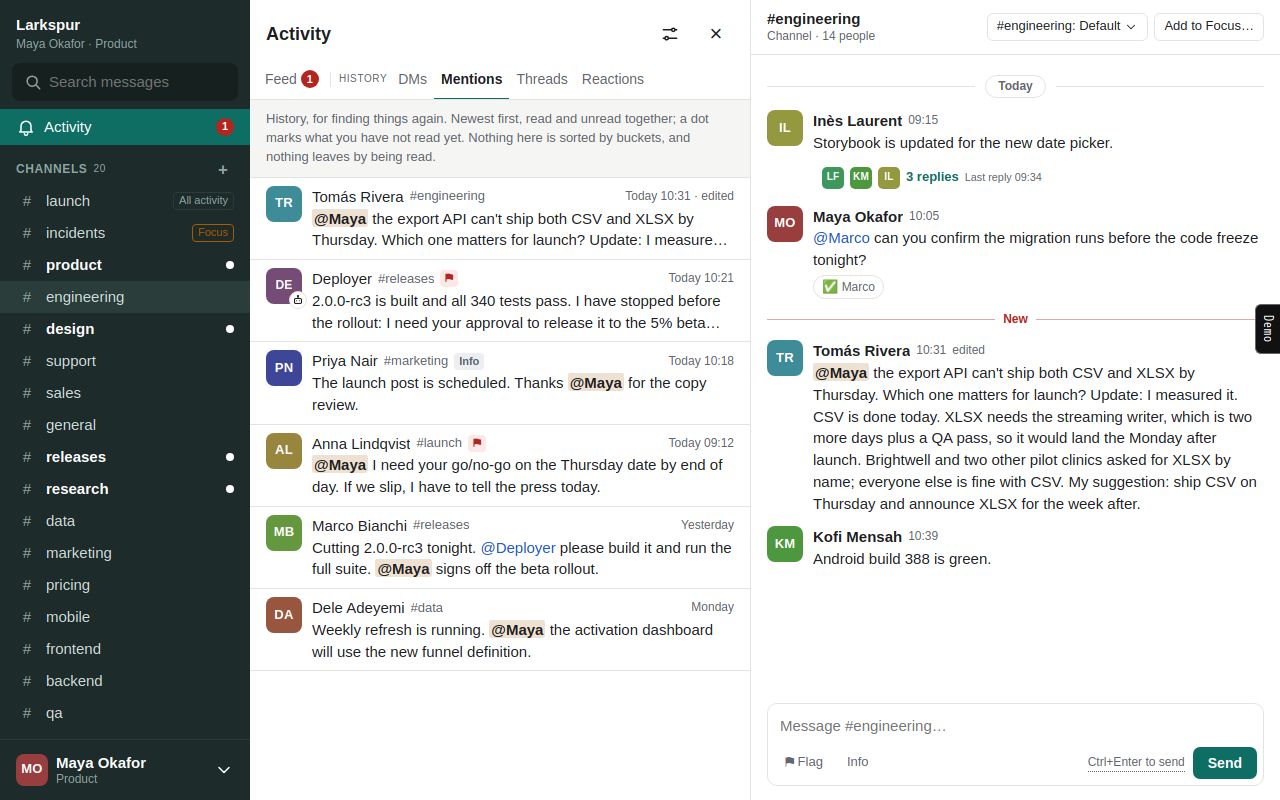 Larkspur
Maya Okafor · Product
Search messages
Activity
1
CHANNELS 20
+
# launch All activity
# incidents Focus
# product
# engineering
# design
# support
# sales
# general
# releases
# research
# data
# marketing
# pricing
# mobile
# frontend
# backend
# qa
MO
Maya Okafor
Product
Activity
Feed 1 HISTORY DMs Mentions Threads Reactions
History, for finding things again. Newest first, read and unread together; a dot
marks what you have not read yet. Nothing here is sorted by buckets, and
nothing leaves by being read.
TR
Tomás Rivera #engineering Today 10:31 · edited
@Maya the export API can't ship both CSV and XLSX by
Thursday. Which one matters for launch? Update: I measure…
DE
Deployer #releases Today 10:21
2.0.0-rc3 is built and all 340 tests pass. I have stopped before
the rollout: I need your approval to release it to the 5% beta…
PN
Priya Nair #marketing Info Today 10:18
The launch post is scheduled. Thanks @Maya for the copy
review.
AL
Anna Lindqvist #launch Today 09:12
@Maya I need your go/no-go on the Thursday date by end of
day. If we slip, I have to tell the press today.
MB
Marco Bianchi #releases Yesterday
Cutting 2.0.0-rc3 tonight. @Deployer please build it and run the
full suite. @Maya signs off the beta rollout.
DA
Dele Adeyemi #data Monday
Weekly refresh is running. @Maya the activation dashboard
will use the new funnel definition.
#engineering
Channel · 14 people
#engineering: Default
Add to Focus…
Today
IL
Inès Laurent 09:15
Storybook is updated for the new date picker.
LF KM IL 3 replies Last reply 09:34
MO
Maya Okafor 10:05
@Marco can you confirm the migration runs before the code freeze
tonight?
✅ Marco
New
Demo
TR
Tomás Rivera 10:31 edited
@Maya the export API can't ship both CSV and XLSX by
Thursday. Which one matters for launch? Update: I measured it.
CSV is done today. XLSX needs the streaming writer, which is two
more days plus a QA pass, so it would land the Monday after
launch. Brightwell and two other pilot clinics asked for XLSX by
name; everyone else is fine with CSV. My suggestion: ship CSV on
Thursday and announce XLSX for the week after.
KM
Kofi Mensah 10:39
Android build 388 is green.
Message #engineering…
Flag Info Ctrl+Enter to send Send